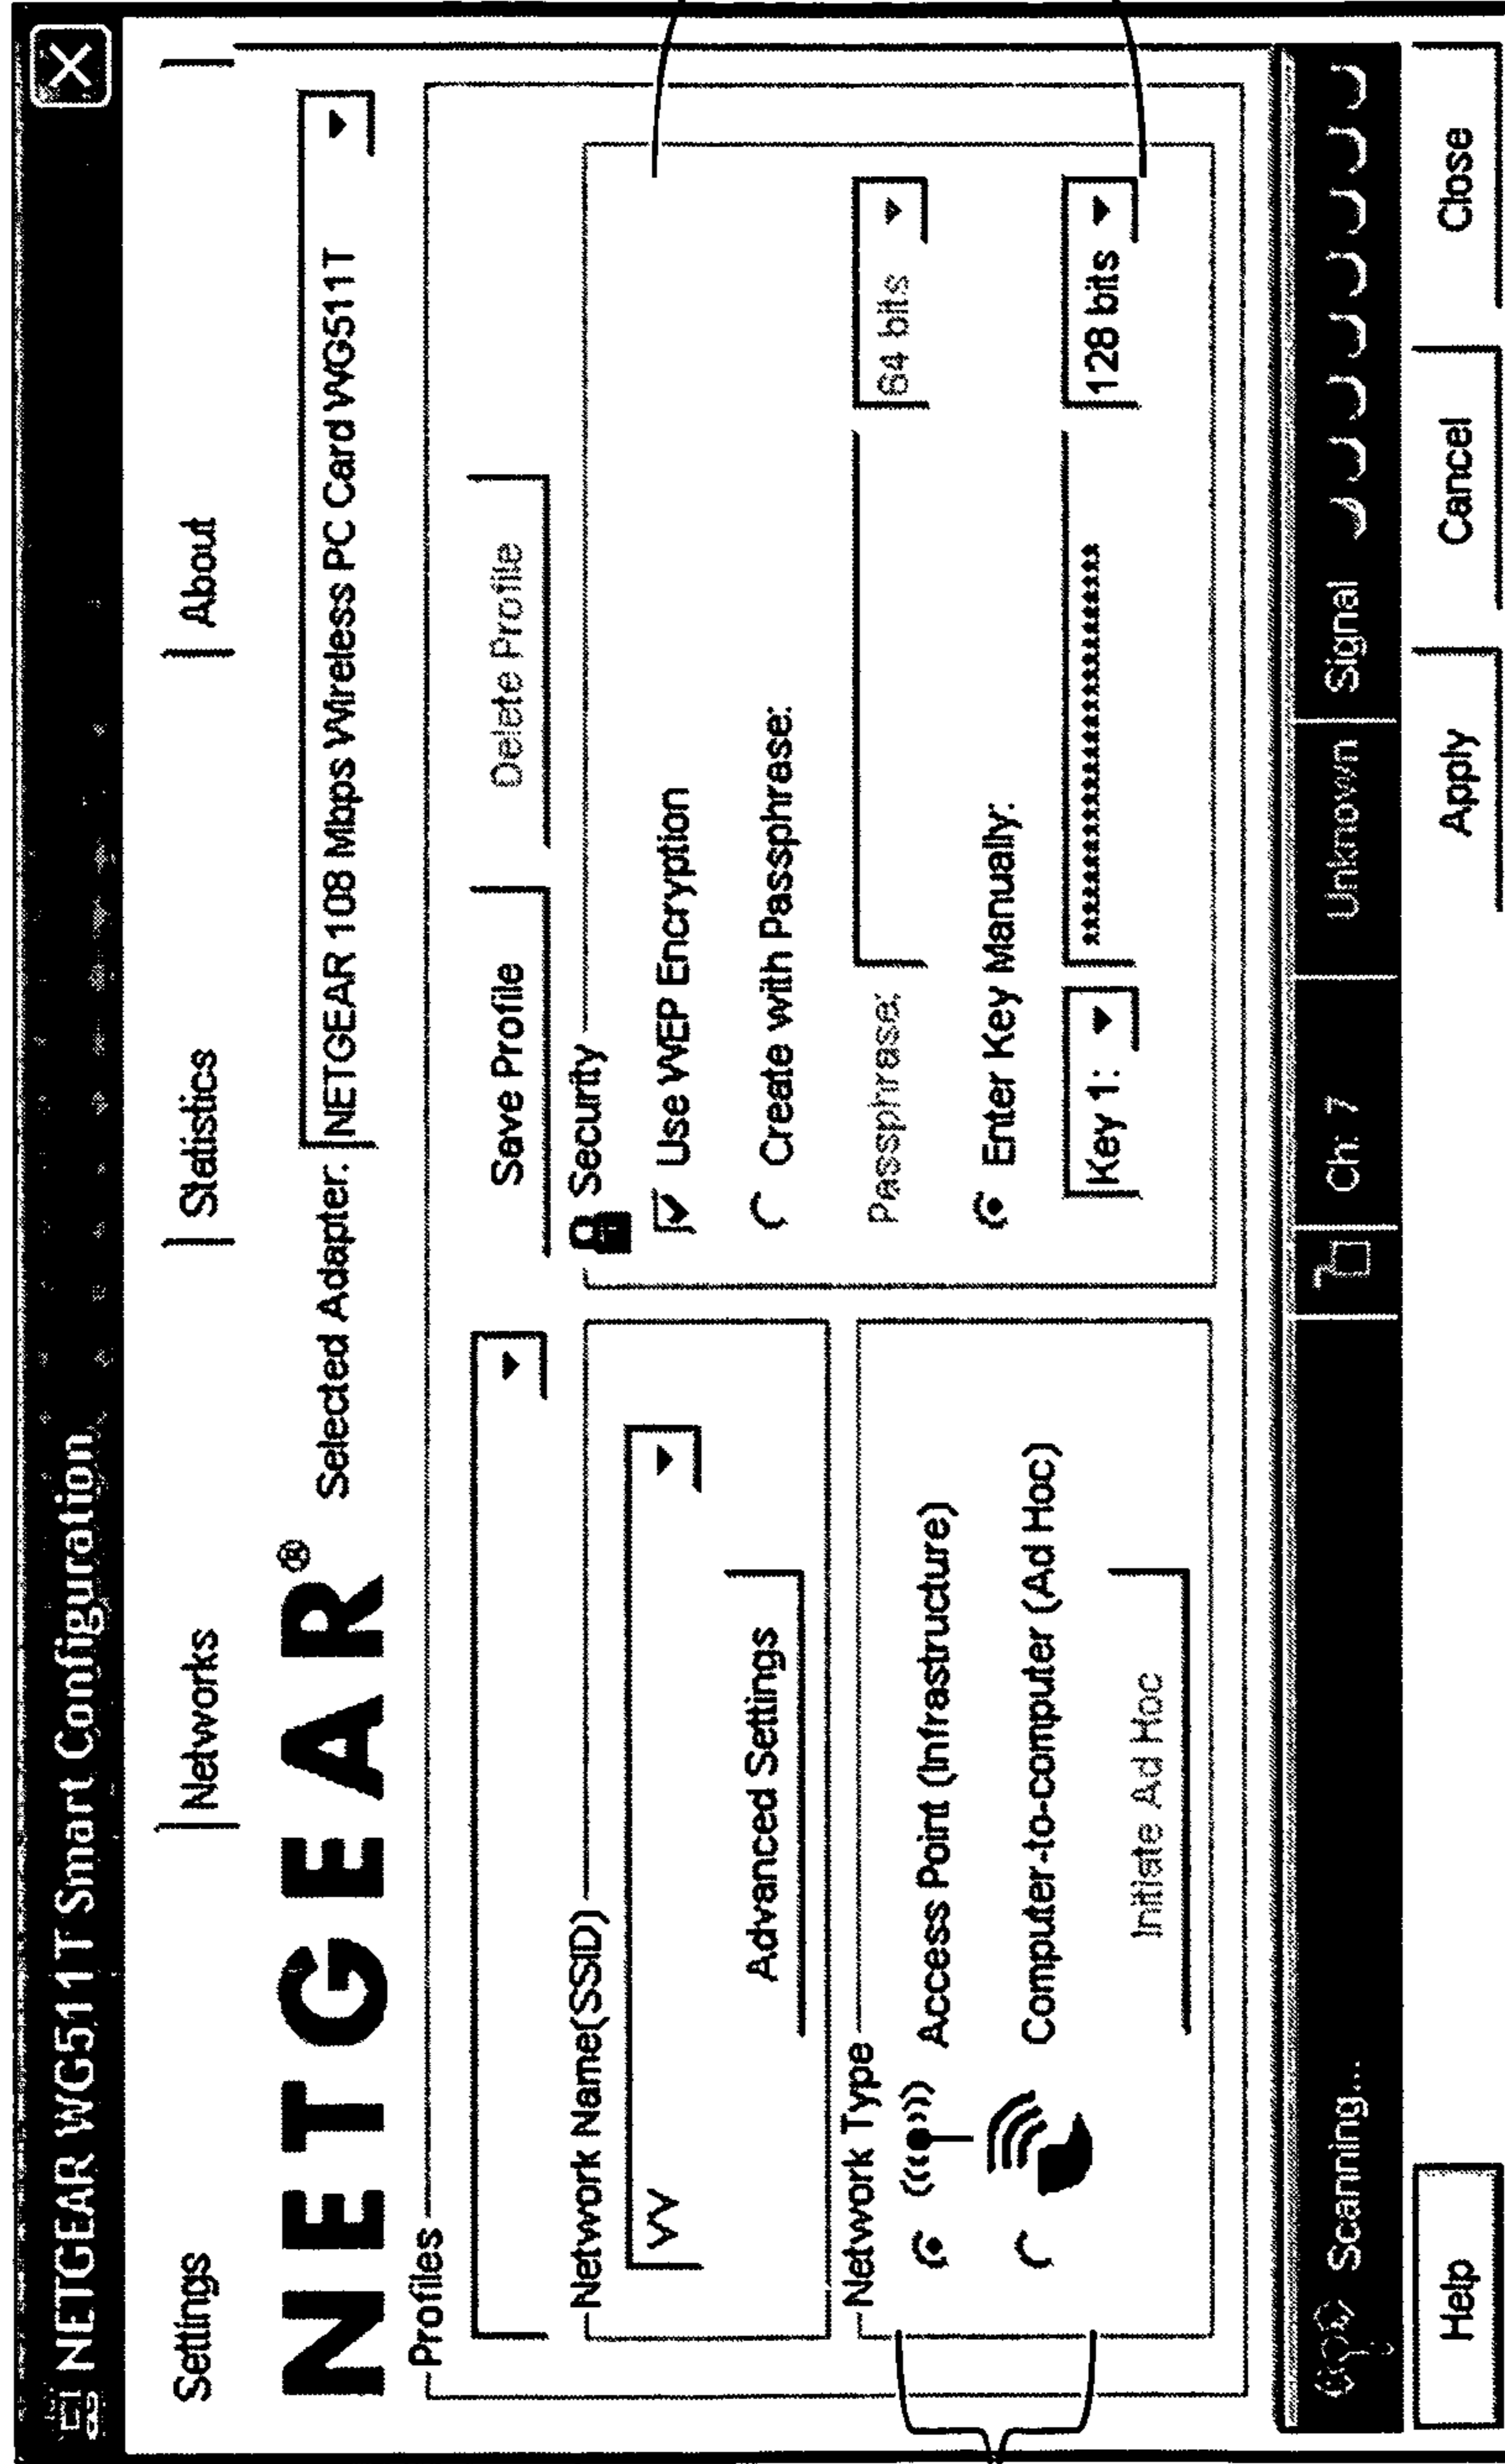 NETGEAR WG511T Smart Configuration
Settings Networks Statistics About
NETGEAR® Selected Adapter: NETGEAR 108 Mbps Wireless PC Card WG511T
Profiles
Save Profile Delete Profile
Network Name(SSID)
VV
Advanced Settings
Network Type
Access Point (Infrastructure)
Computer-to-computer (Ad Hoc)
Initiate Ad Hoc
Security
Use WEP Encryption
Create with Passphrase:
Passphrase: 64 bits
Enter Key Manually:
Key 1: 128 bits
Scanning... Ch: 7 Unknown Signal
Help Apply Cancel Close